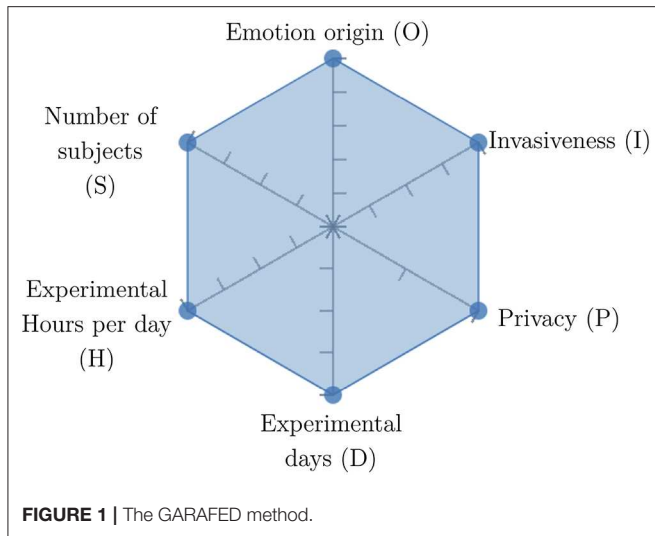 Emotion origin (O)
Number of
subjects
(S)
Invasiveness (I)
Experimental
Hours per day
(H)
Privacy (P)
Experimental
days (D)
FIGURE 1 | The GARAFED method.